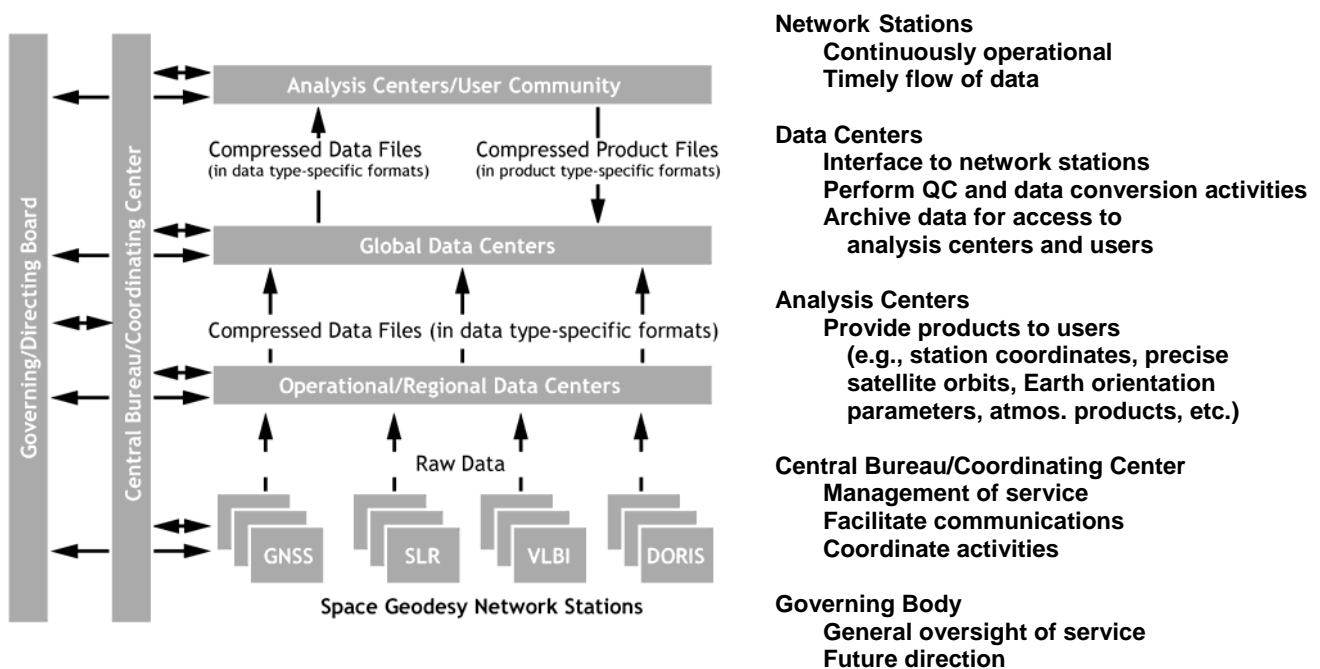 Governing/Directing Board
Central Bureau/Coordinating Center
Analysis Centers/User Community
Compressed Data Files
(in data type-specific formats)
Compressed Product Files
(in product type-specific formats)
Global Data Centers
Compressed Data Files (in data type-specific formats)
Operational/Regional Data Centers
Raw Data
GNSS
SLR
VLBI
DORIS
Space Geodesy Network Stations
Network Stations
Continuously operational
Timely flow of data
Data Centers
Interface to network stations
Perform QC and data conversion activities
Archive data for access to
analysis centers and users
Analysis Centers
Provide products to users
(e.g., station coordinates, precise
satellite orbits, Earth orientation
parameters, atmos. products, etc.)
Central Bureau/Coordinating Center
Management of service
Facilitate communications
Coordinate activities
Governing Body
General oversight of service
Future direction